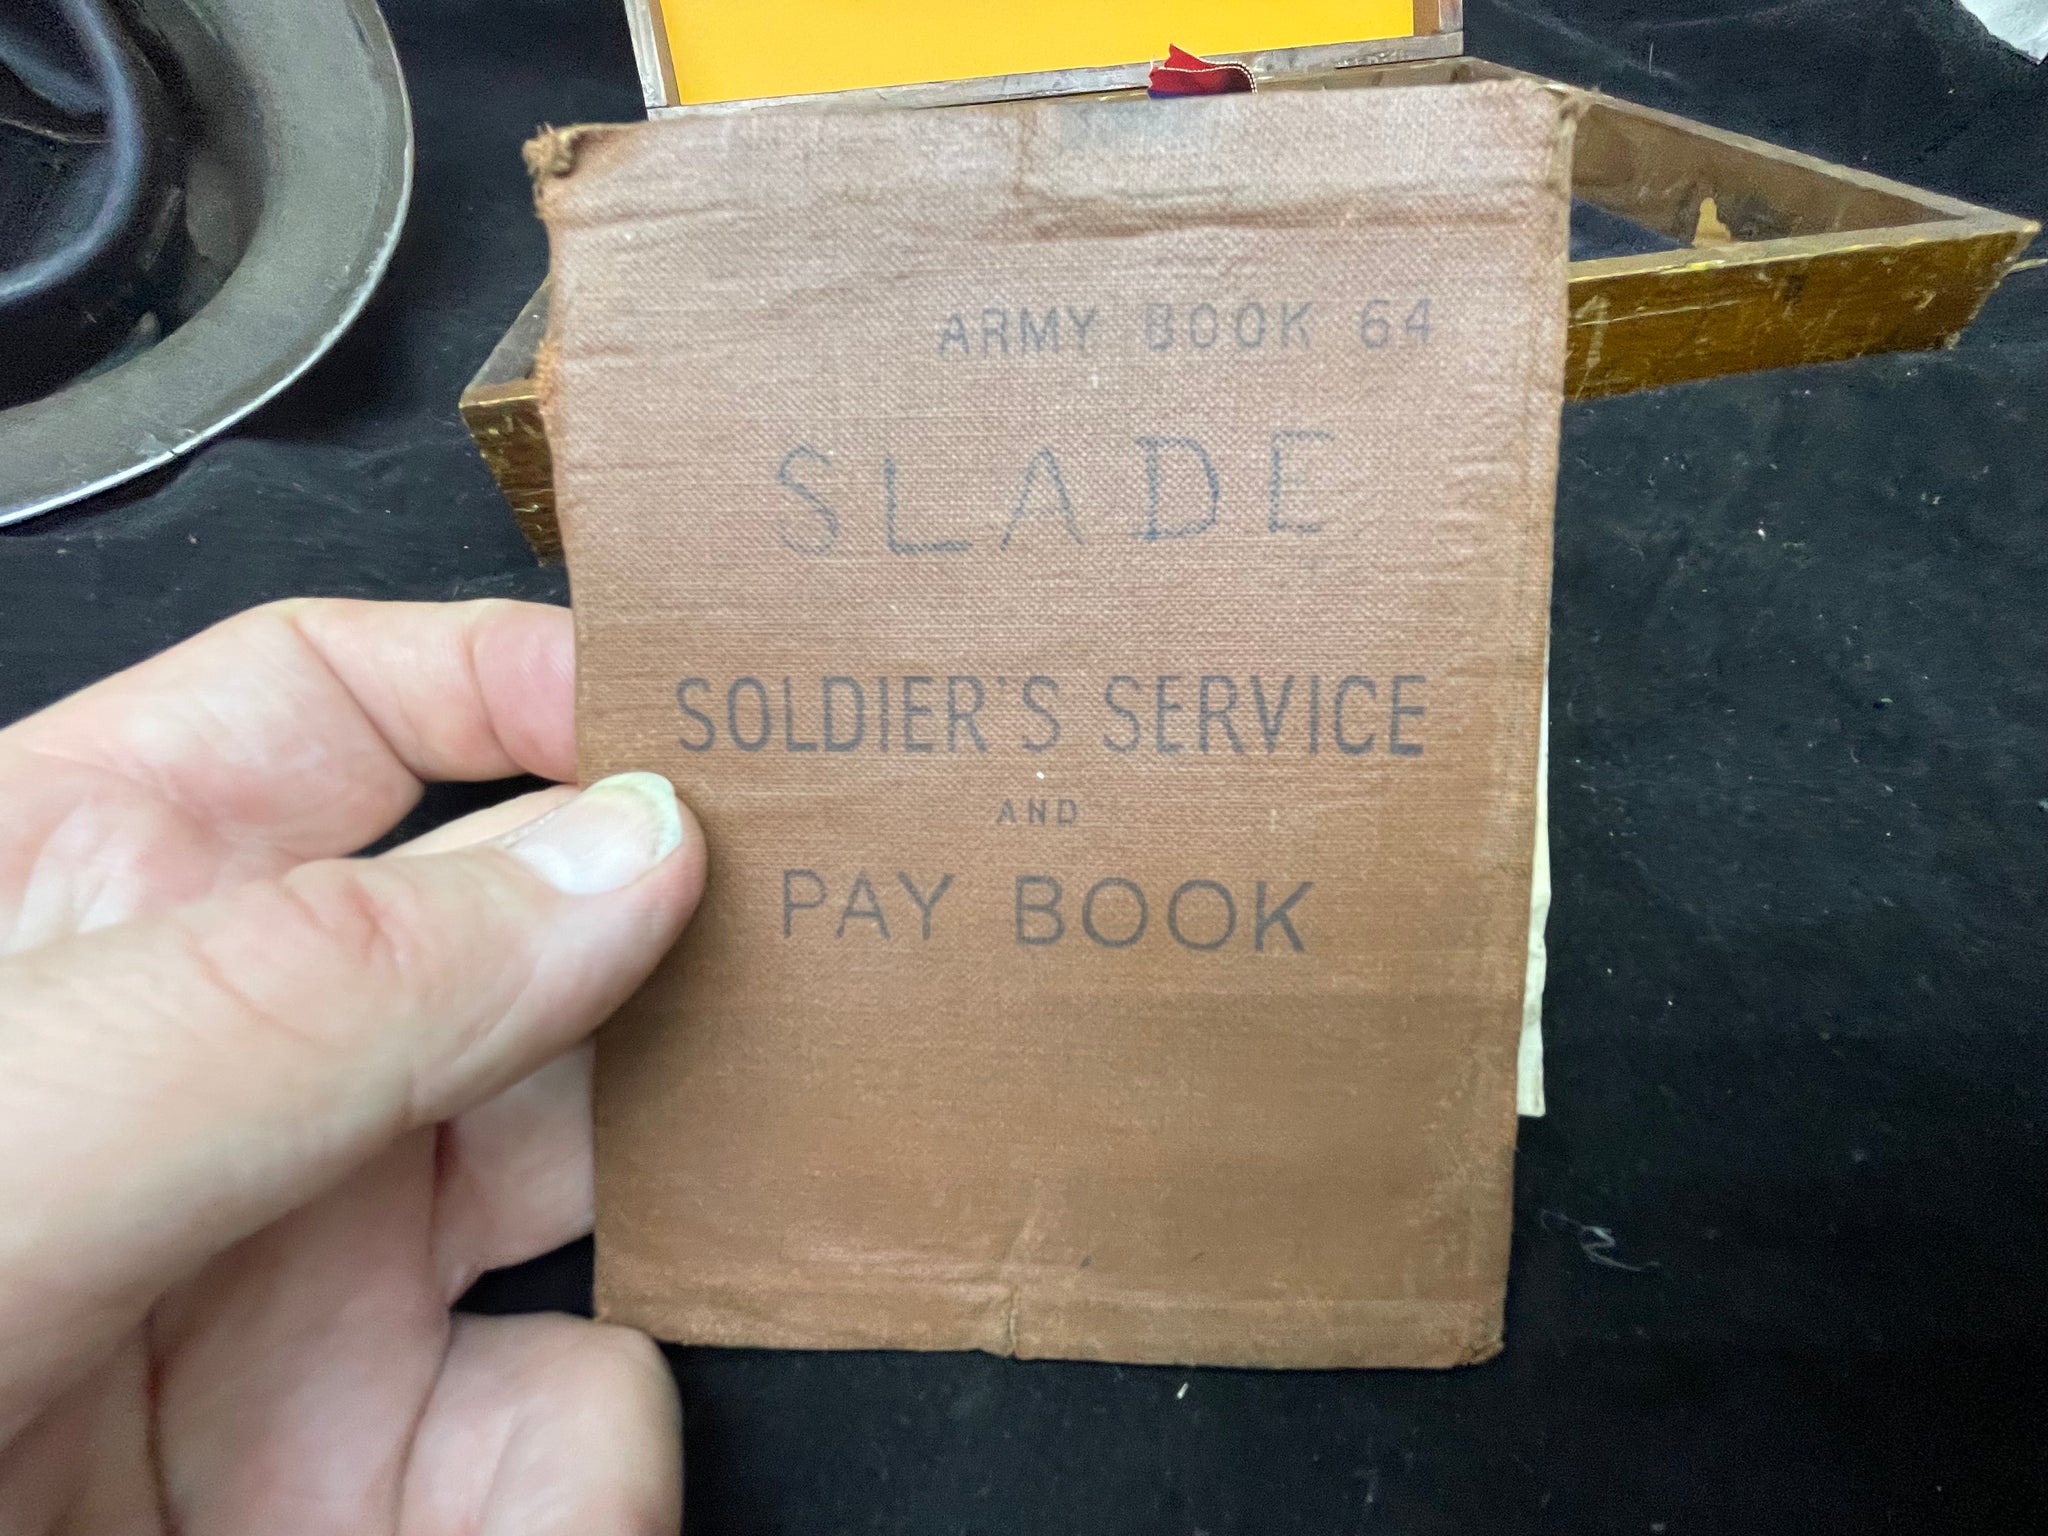 ARMY BOOK 64
SLADE
SOLDIER'S SERVICE
AND
PAY BOOK